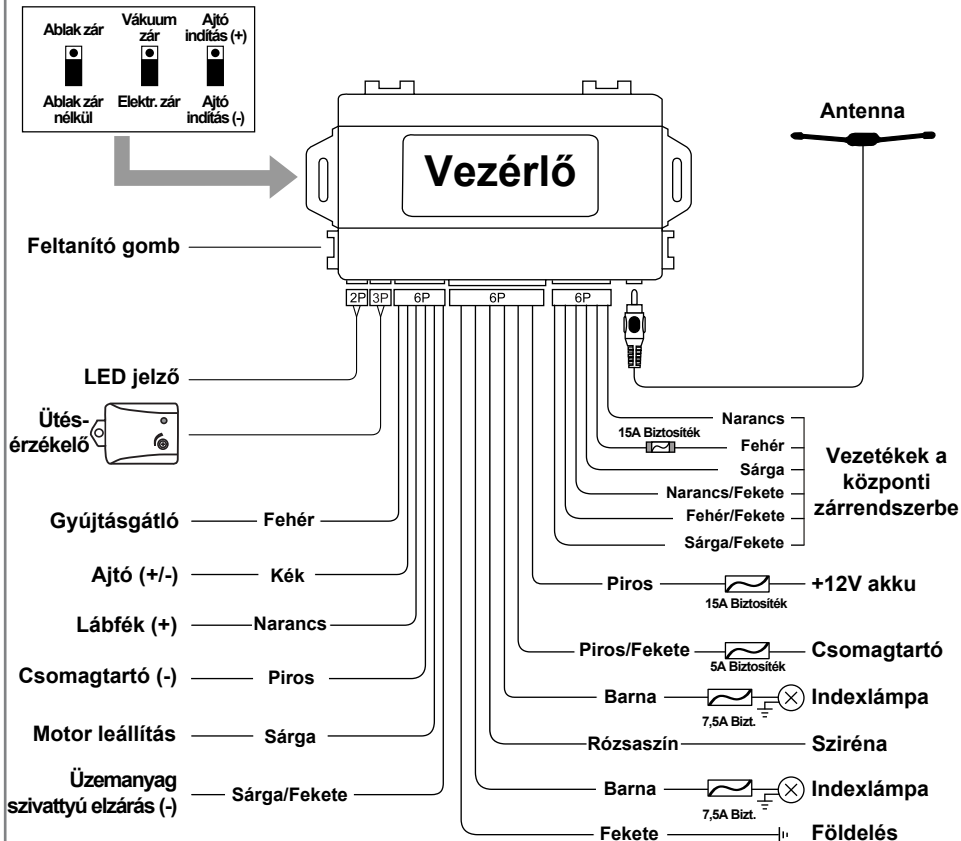 Ablak zár
Vákuum
zár
Ajtó
indítás (+)
Ablak zár
nélkül
Elektr. zár
Ajtó
indítás (-)
Vezérlő
Antenna
Feltanító gomb
2P
3P
6P
6P
6P
LED jelző
Ütés-
érzékelő
Gyújtásgátló
Fehér
Ajtó (+/-)
Kék
Lábfék (+)
Narancs
Csomagtartó (-)
Piros
Motor leállítás
Sárga
Üzemanyag
szivattyú elzárás (-)
Sárga/Fekete
Narancs
15A Biztosíték
Fehér
Sárga
Narancs/Fekete
Fehér/Fekete
Sárga/Fekete
Vezetékek a
központi
zárrendszerbe
Piros
15A Biztosíték
+12V akku
Piros/Fekete
5A Biztosíték
Csomagtartó
Barna
7,5A Bizt.
Indexlámpa
Rózsaszín
Sziréna
Barna
7,5A Bizt.
Indexlámpa
Fekete
Földelés